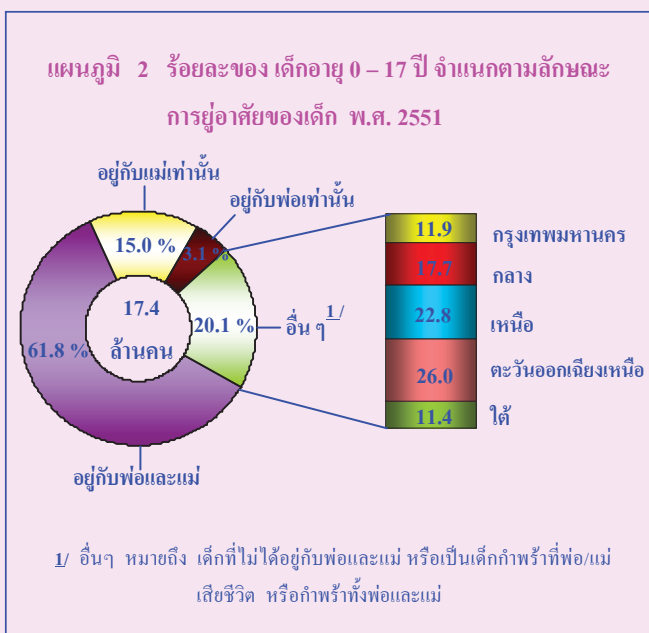 แผนภูมิ 2 ร้อยละของ เด็กอายุ 0 – 17 ปี จำแนกตามลักษณะ
การอยู่อาศัยของเด็ก พ.ศ. 2551
อยู่กับแม่เท่านั้น
อยู่กับพ่อเท่านั้น
15.0 %
3.1 %
17.4
ล้านคน
61.8 %
20.1 %
อื่น ๆ 1/
อยู่กับพ่อและแม่
11.9 กรุงเทพมหานคร
17.7 กลาง
22.8 เหนือ
26.0 ตะวันออกเฉียงเหนือ
11.4 ใต้
1/ อื่นๆ หมายถึง เด็กที่ไม่ได้อยู่กับพ่อและแม่ หรือเป็นเด็กกำพร้าที่พ่อ/แม่
เสียชีวิต หรือกำพร้าทั้งพ่อและแม่